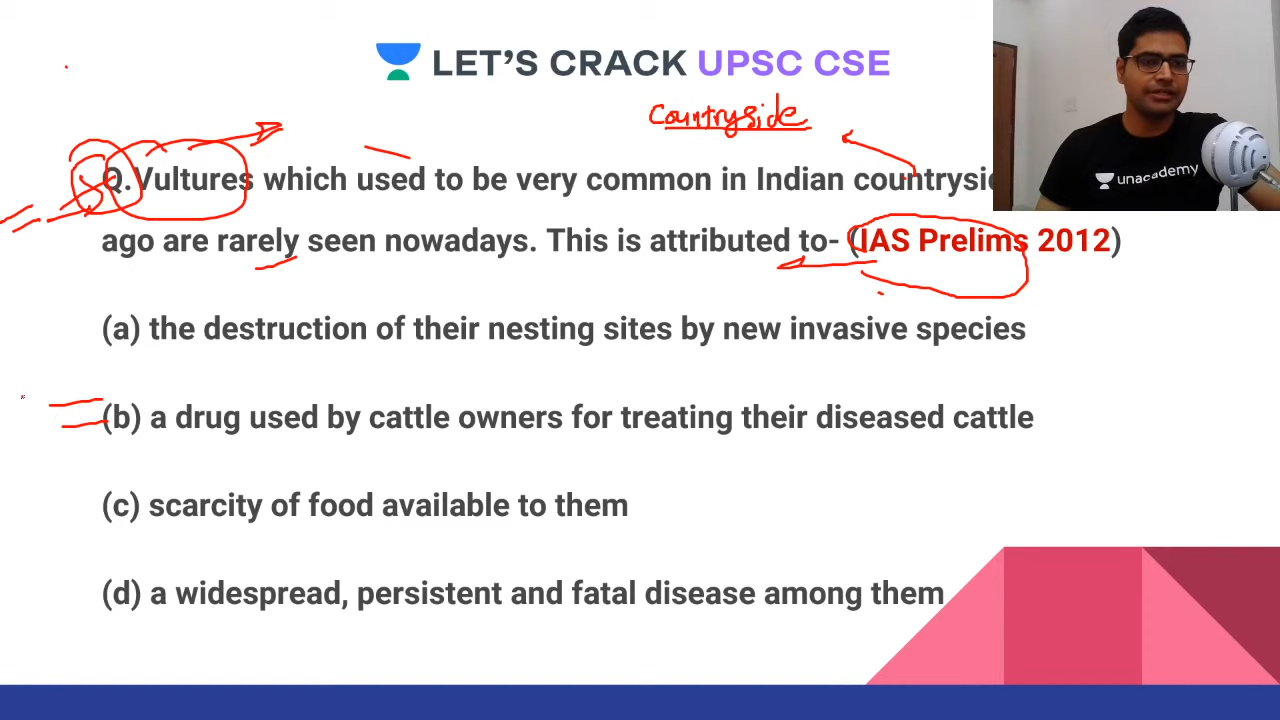 LET'S CRACK UPSC CSE
Countryside
unacademy
Q.Vultures which used to be very common in Indian
ago are rarely seen nowadays. This is attributed to- (IAS Prelims 2012)
(a) the destruction of their nesting sites by new invasive species
(b) a drug used by cattle owners for treating their diseased cattle
(c) scarcity of food available to them
(d) a widespread, persistent and fatal disease among them